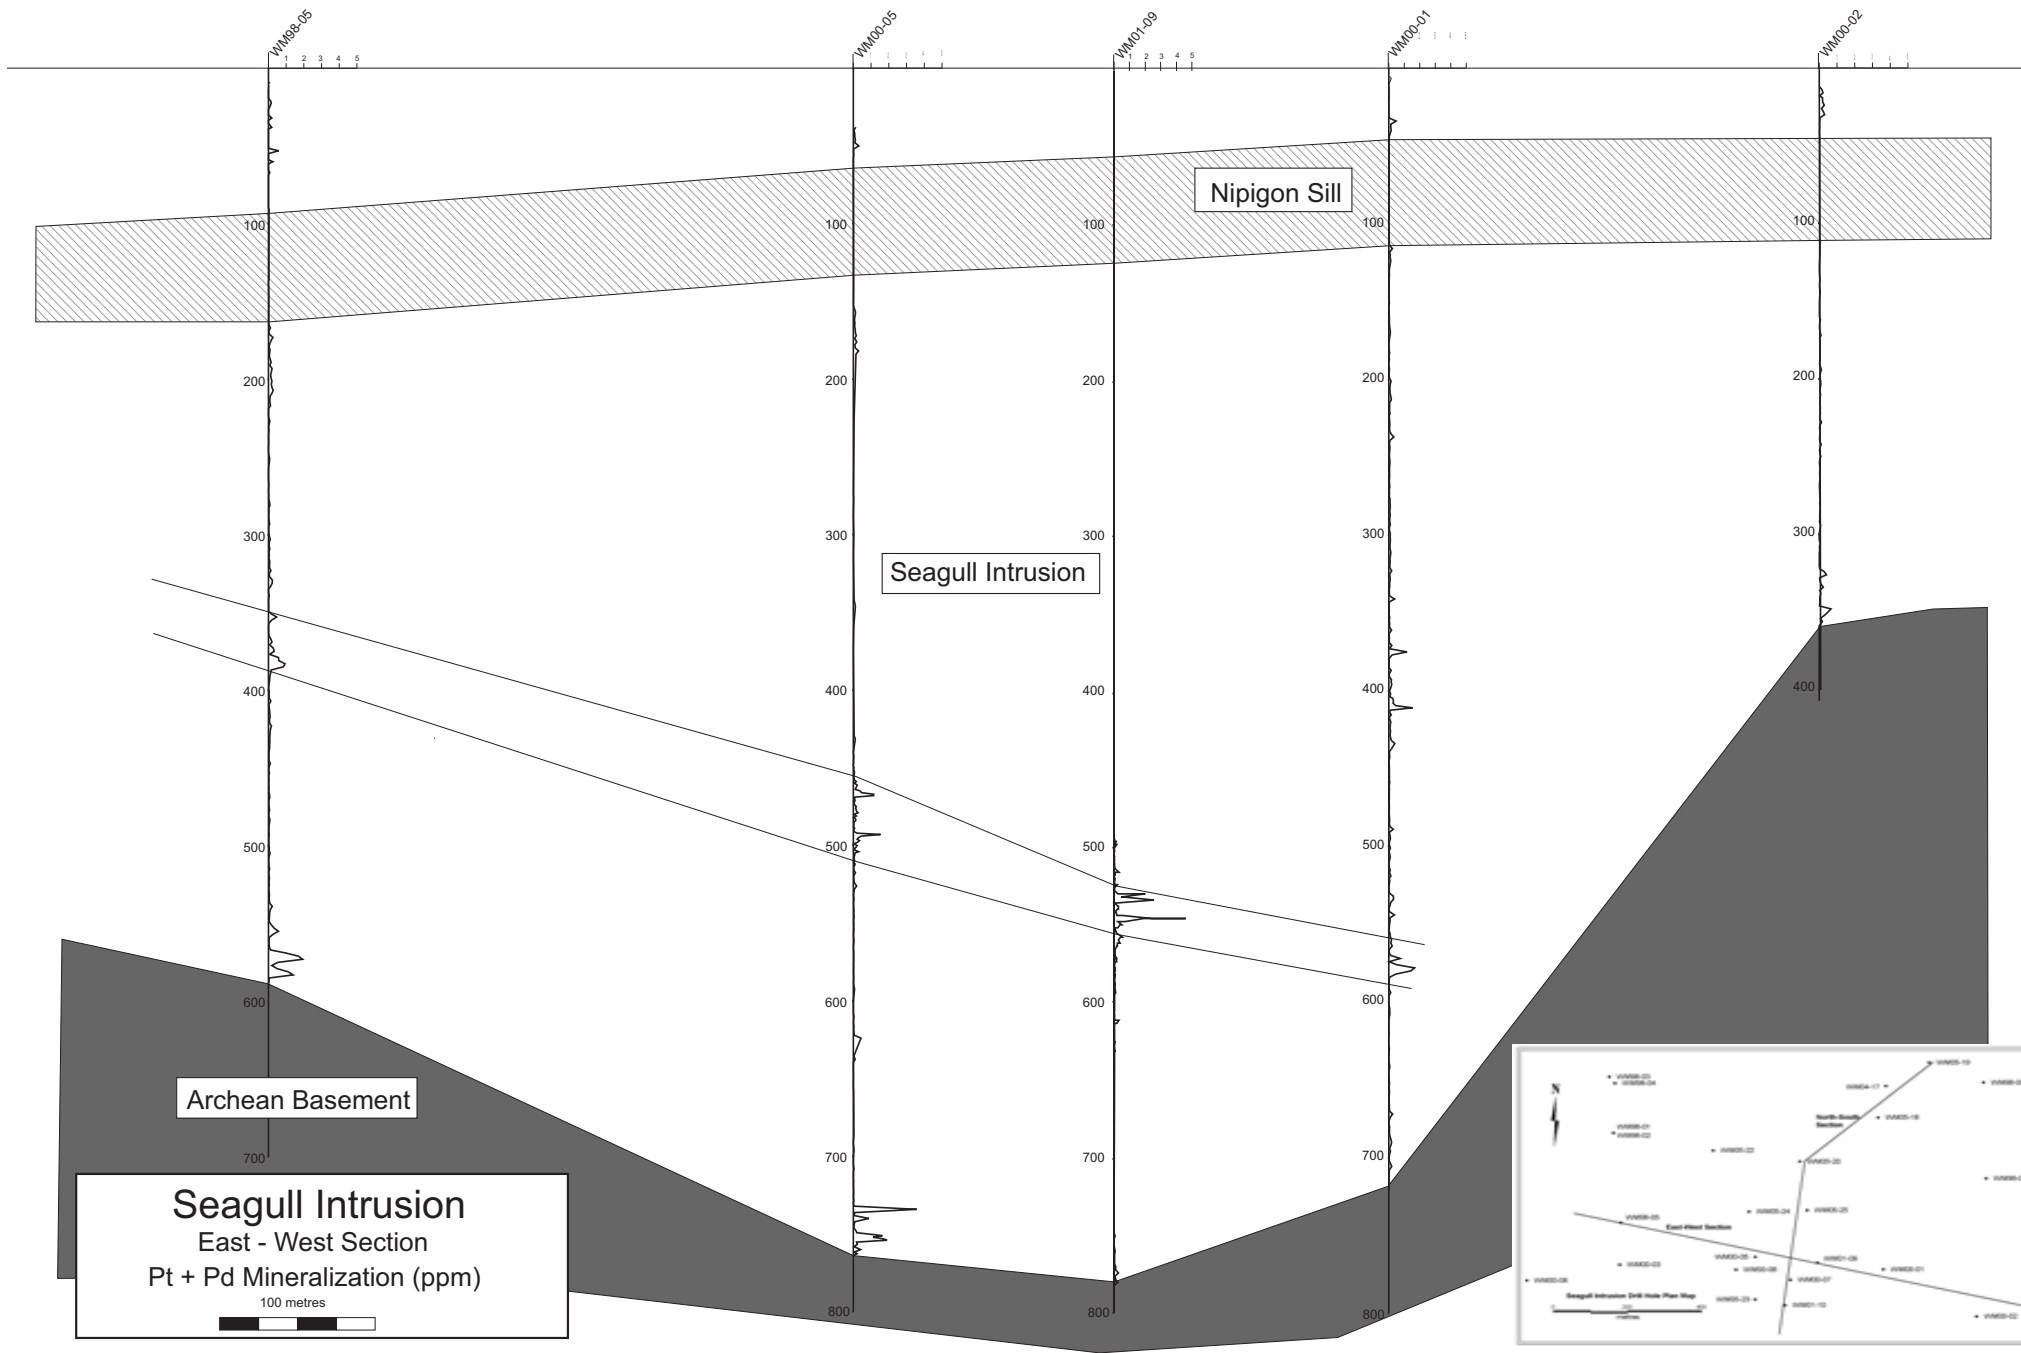 WM98-05
WM00-05
WM01-09
WM00-01
WM00-02
1 2 3 4 5
1 2 3 4 5
Nipigon Sill
100
100
100
100
100
200
200
200
200
200
300
300
300
300
300
Seagull Intrusion
400
400
400
400
400
500
500
500
500
600
600
600
600
Archean Basement
700
700
700
700
800
800
800
Seagull Intrusion
East - West Section
Pt + Pd Mineralization (ppm)
100 metres
N
North-South
Section
East-West Section
Seagull Intrusion Drill Hole Plan Map
metres